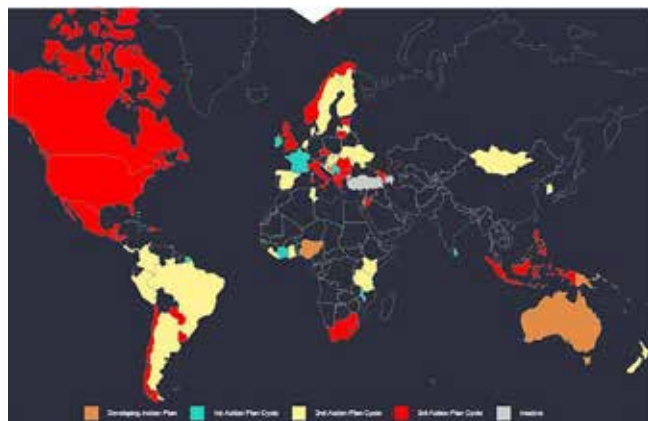 Developing Action Plan
1st Action Plan Cycle
2nd Action Plan Cycle
3rd Action Plan Cycle
Inactive